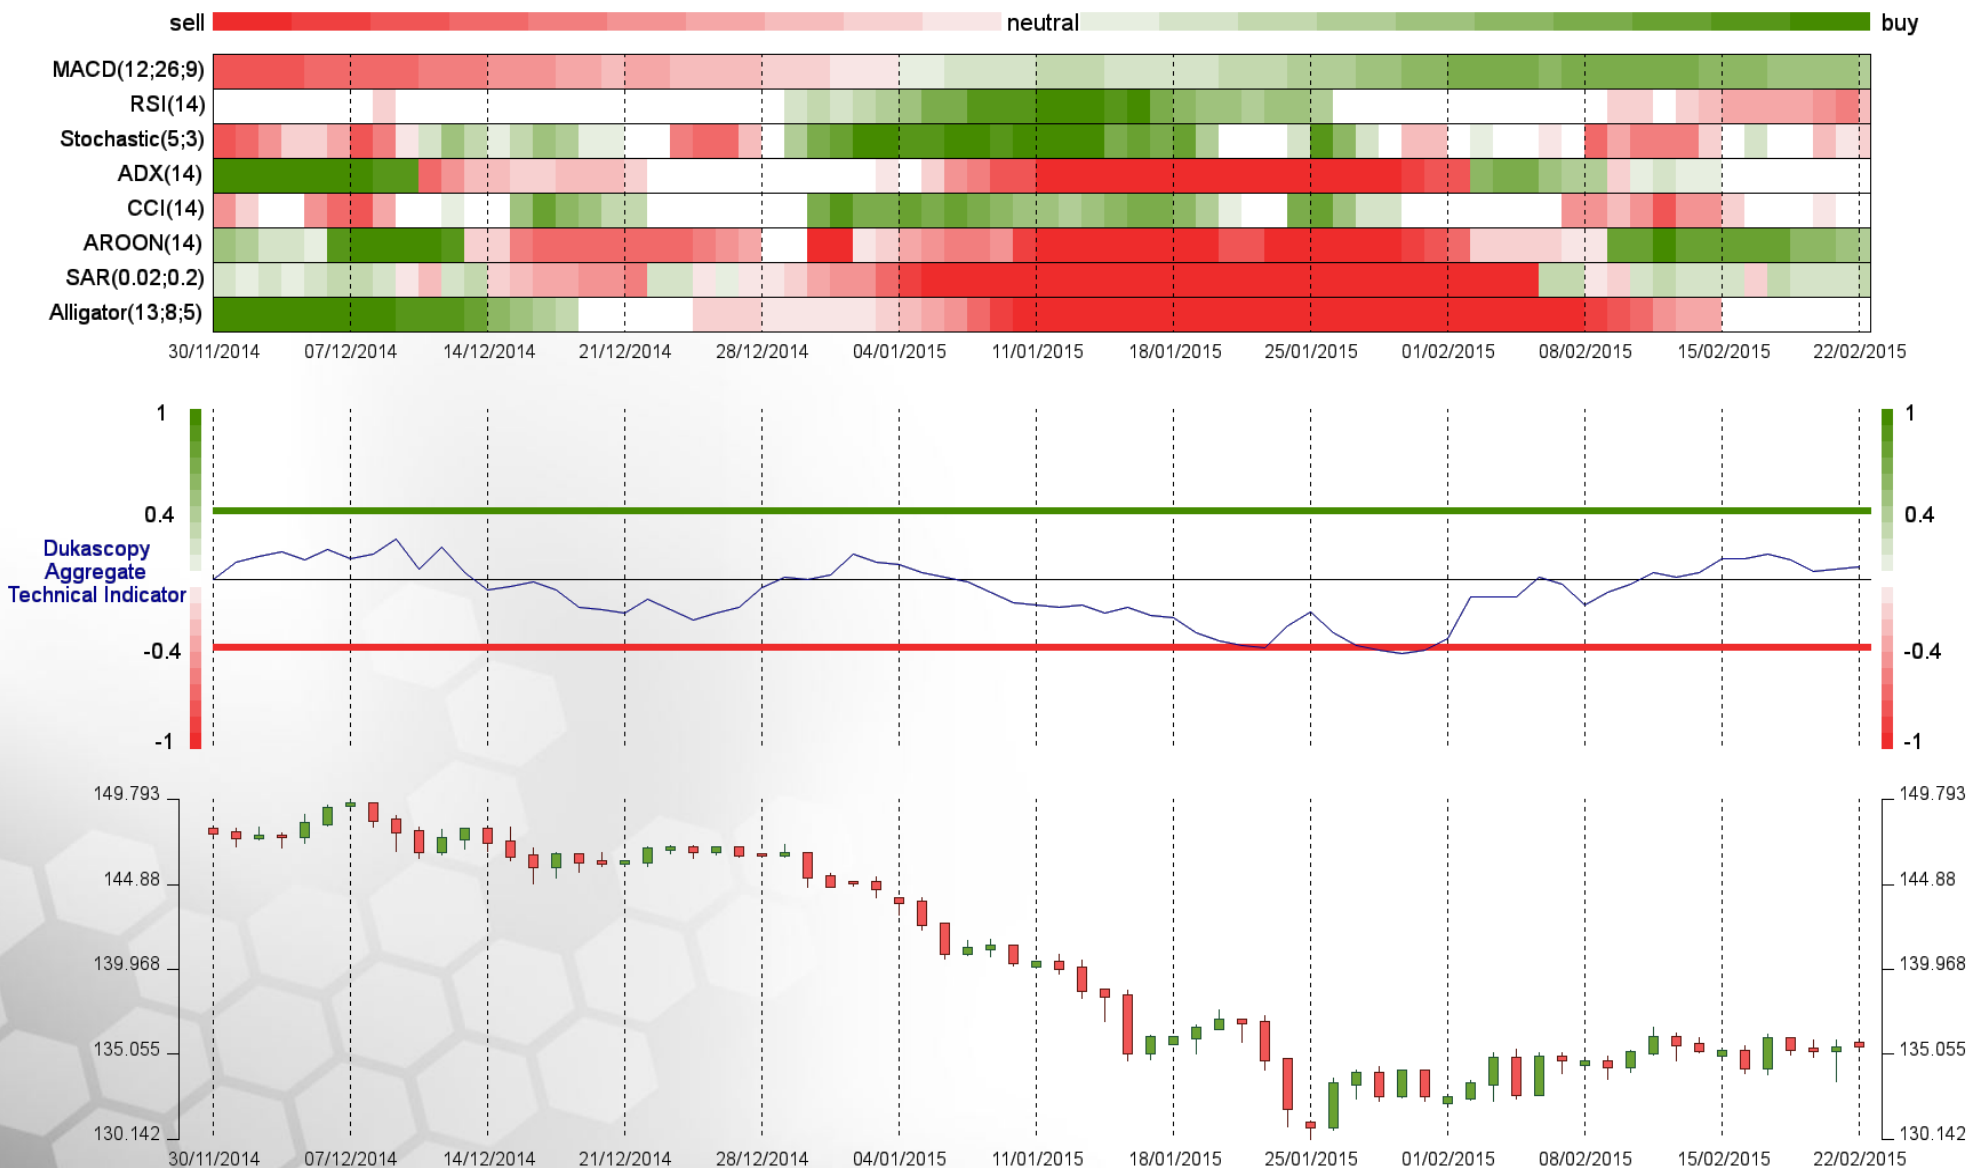 sell neutral buy
MACD(12;26;9)
RSI(14)
Stochastic(5;3)
ADX(14)
CCI(14)
AROON(14)
SAR(0.02;0.2)
Alligator(13;8;5)
30/11/2014 07/12/2014 14/12/2014 21/12/2014 28/12/2014 04/01/2015 11/01/2015 18/01/2015 25/01/2015 01/02/2015 08/02/2015 15/02/2015 22/02/2015
1 1
0.4 0.4
Dukascopy
Aggregate
Technical Indicator
-0.4 -0.4
-1 -1
149.793 149.793
144.88 144.88
139.968 139.968
135.055 135.055
130.142 130.142
30/11/2014 07/12/2014 14/12/2014 21/12/2014 28/12/2014 04/01/2015 11/01/2015 18/01/2015 25/01/2015 01/02/2015 08/02/2015 15/02/2015 22/02/2015